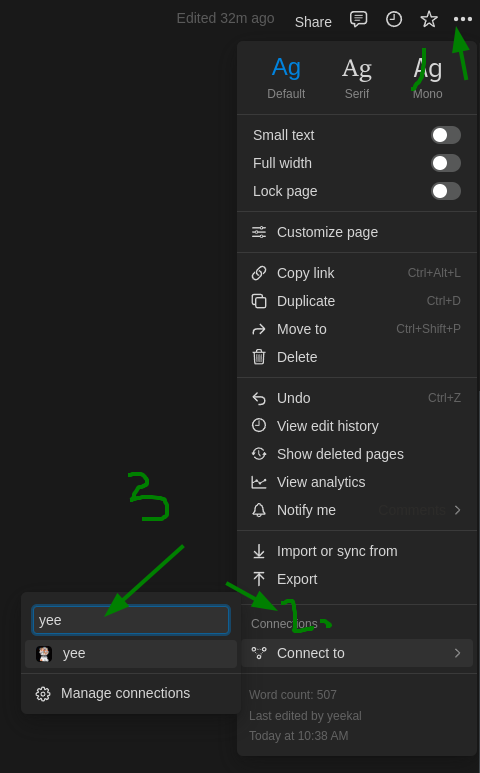 Edited 32m ago Share
Ag Ag Ag
Default Serif Mono
1
Small text
Full width
Lock page
Customize page
Copy link Ctrl+Alt+L
Duplicate Ctrl+D
Move to Ctrl+Shift+P
Delete
Undo Ctrl+Z
View edit history
Show deleted pages
View analytics
Notify me Comments
Import or sync from
Export
3
yee
yee
Manage connections
Connections
2
Connect to
Word count: 507
Last edited by yeekal
Today at 10:38 AM